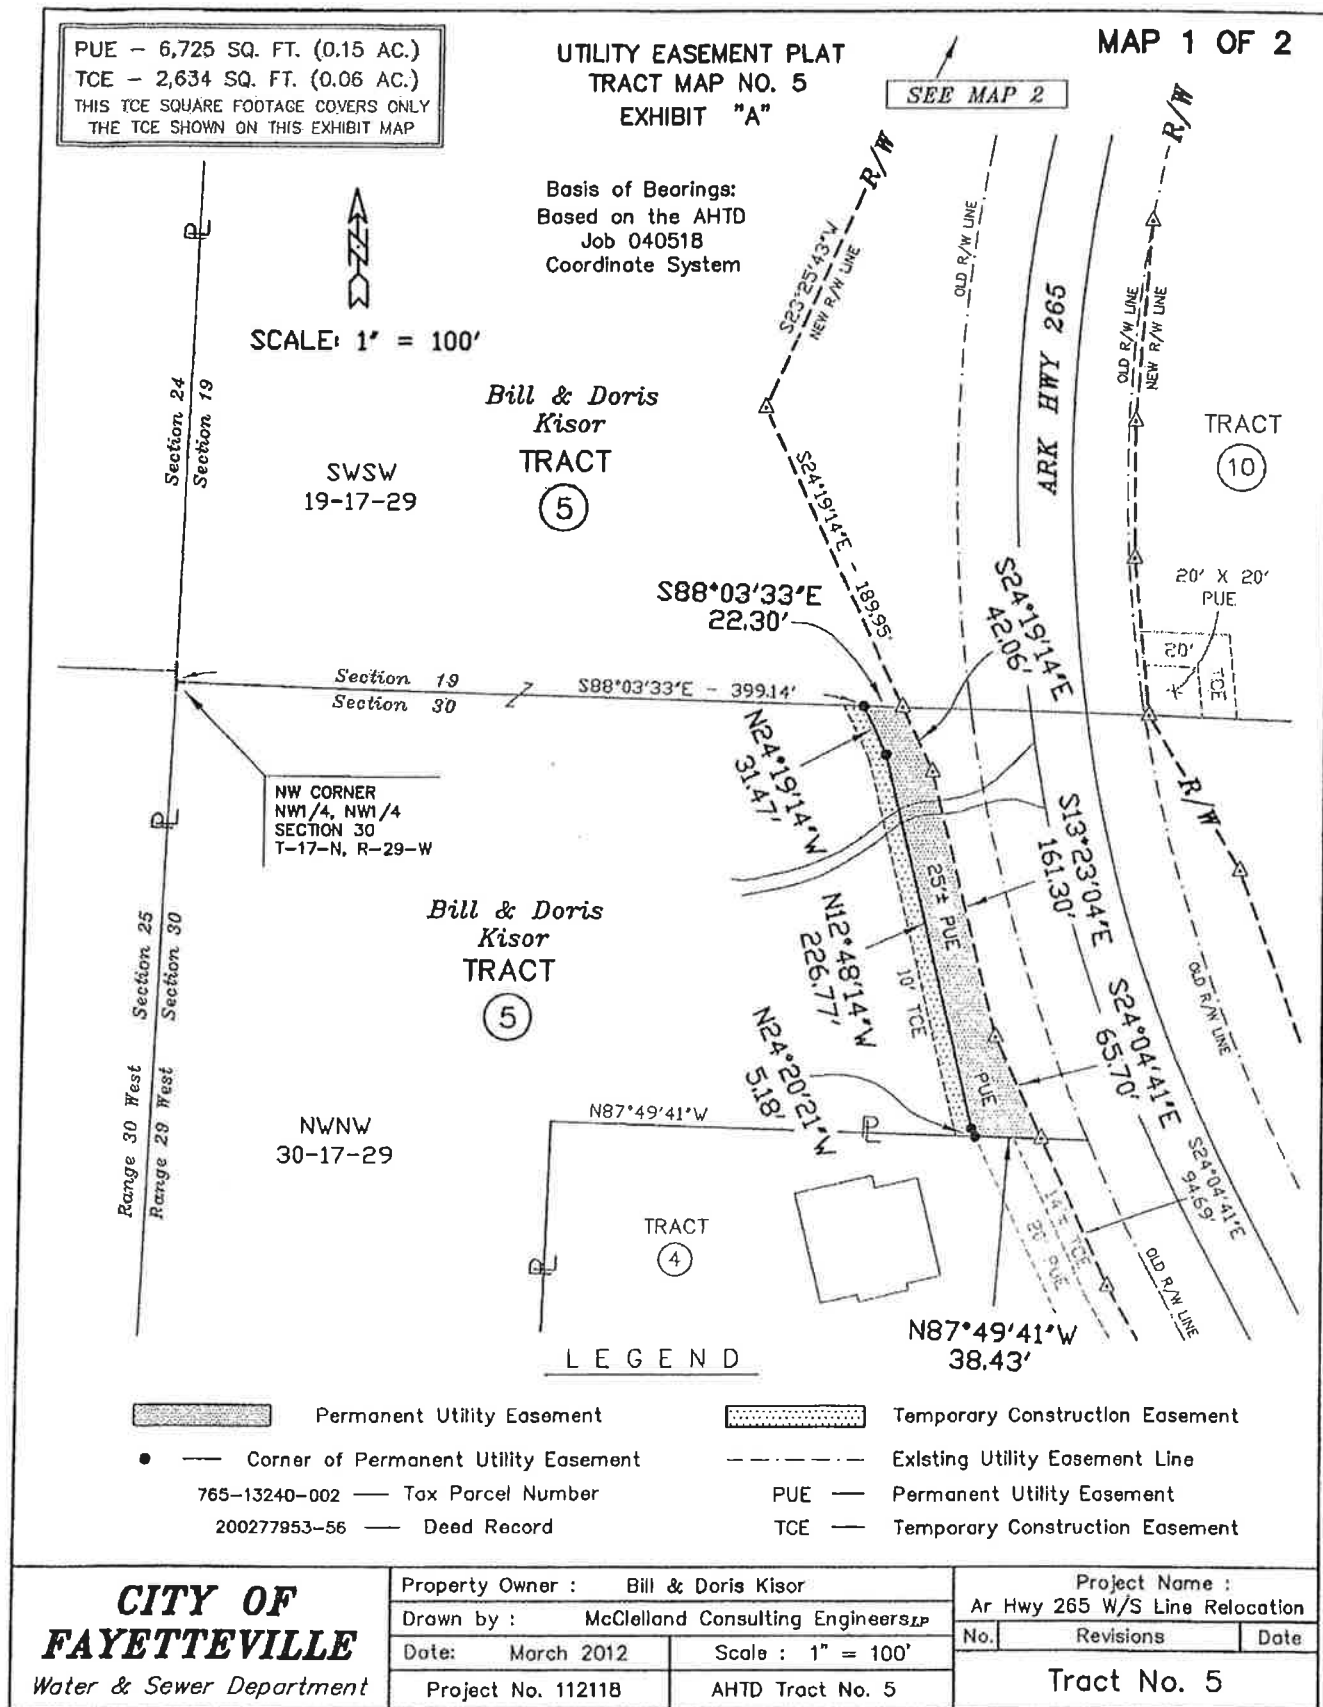 PUE - 6,725 SQ. FT. (0.15 AC.)
TCE - 2,634 SQ. FT. (0.06 AC.)
THIS TCE SQUARE FOOTAGE COVERS ONLY
THE TCE SHOWN ON THIS EXHIBIT MAP
UTILITY EASEMENT PLAT
TRACT MAP NO. 5
EXHIBIT "A"
MAP 1 OF 2
SEE MAP 2
R/W
R/W
Basis of Bearings:
Based on the AHTD
Job 040518
Coordinate System
PL
N
SCALE: 1" = 100'
S23°25'43"W
NEW R/W LINE
OLD R/W LINE
ARK HWY 265
OLD R/W LINE
NEW R/W LINE
Section 24
Section 19
Bill & Doris
Kisor
TRACT
5
SWSW
19-17-29
TRACT
10
S24°19'14"E - 189.95'
S88°03'33"E
22.30'
S24°19'14"E
42.06'
20' X 20'
PUE
20'
TCE
Section 19
Section 30
S88°03'33"E - 399.14'
N24°19'14"W
31.47'
NW CORNER
NW1/4, NW1/4
SECTION 30
T-17-N, R-29-W
PL
R/W
S13°23'04"E
161.30'
25'± PUE
N12°48'14"W
226.77'
10' TCE
Bill & Doris
Kisor
TRACT
5
Section 25
Section 30
OLD R/W LINE
S24°04'41"E
65.70'
N24°20'21"W
5.18'
PUE
Range 30 West
Range 29 West
NWNW
30-17-29
N87°49'41"W
PL
S24°04'41"E
94.69'
TRACT
4
PL
14'± TCE
20' PUE
OLD R/W LINE
N87°49'41"W
38.43'
LEGEND
Permanent Utility Easement
Temporary Construction Easement
Corner of Permanent Utility Easement
Existing Utility Easement Line
765-13240-002 — Tax Parcel Number
PUE — Permanent Utility Easement
200277953-56 — Deed Record
TCE — Temporary Construction Easement
CITY OF
FAYETTEVILLE
Water & Sewer Department
Property Owner : Bill & Doris Kisor
Drawn by : McClelland Consulting Engineers LP
Date: March 2012
Scale : 1" = 100'
Project No. 112118
AHTD Tract No. 5
Project Name :
Ar Hwy 265 W/S Line Relocation
No. Revisions Date
Tract No. 5